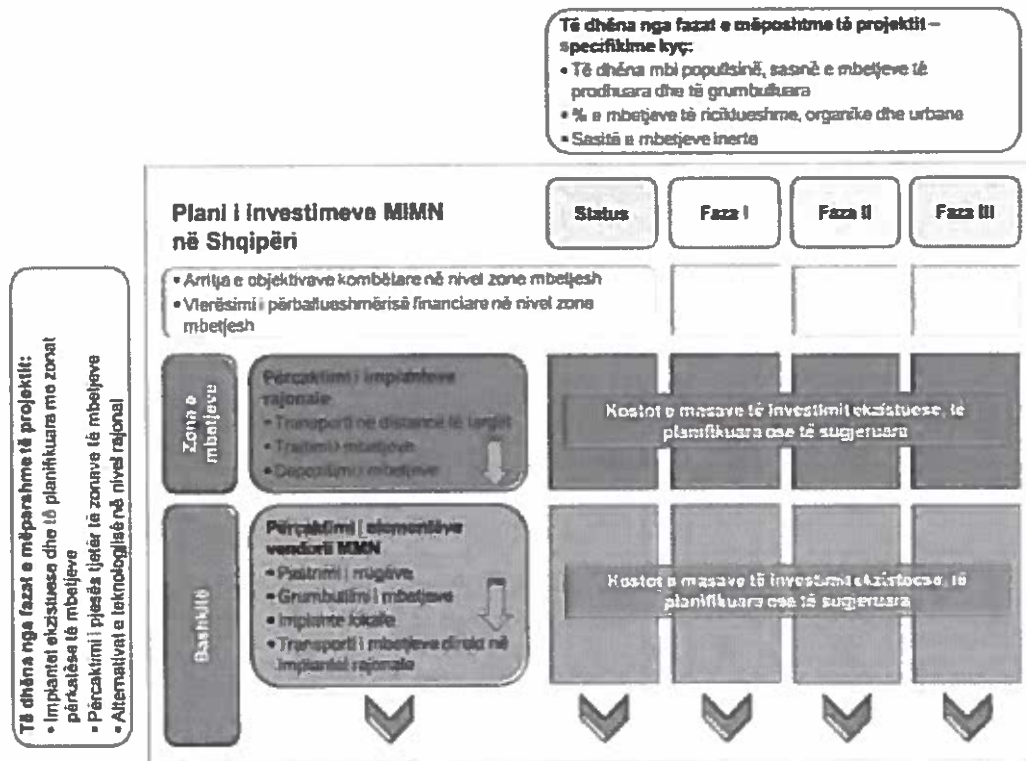 Të dhëna nga fazat e mëposhtme të projektit –
specifikime kyç:
• Të dhëna mbi popullsinë, sasinë e mbetjeve të
prodhuara dhe të grumbulluara
• % e mbetjeve të riciklueshme, organike dhe urbane
• Sasitë e mbetjeve inerte
Plani i investimeve MIMN
në Shqipëri
Status
Faza I
Faza II
Faza III
• Arritja e objektivave kombëtare në nivel zone mbetjesh
• Vlerësimi i përballueshmërisë financiare në nivel zone
mbetjesh
Të dhëna nga fazat e mëparshme të projektit:
• Implantet ekzistuese dhe të planifikuara me zonat
përkatëse të mbetjeve
• Përcaktimi i pjesës tjetër të zonave të mbetjeve
• Alternativat e teknologjisë në nivel rajonal
Zona e
mbetjeve
Përcaktimi i impianteve
rajonale
• Transporti në distancë të largët
• Trajtimi i mbetjeve
• Depozitimi i mbetjeve
Kostot e masave të investimit ekzistuese, të
planifikuara ose të sugjeruara
Bashkitë
Përcaktimi i elementëve
vendorë MMN
• Pastrimi i rrugëve
• Grumbullimi i mbetjeve
• Impiante lokale
• Transporti i mbetjeve direkt në
impiantet rajonale
Kostot e masave të investimit ekzistuese, të
planifikuara ose të sugjeruara